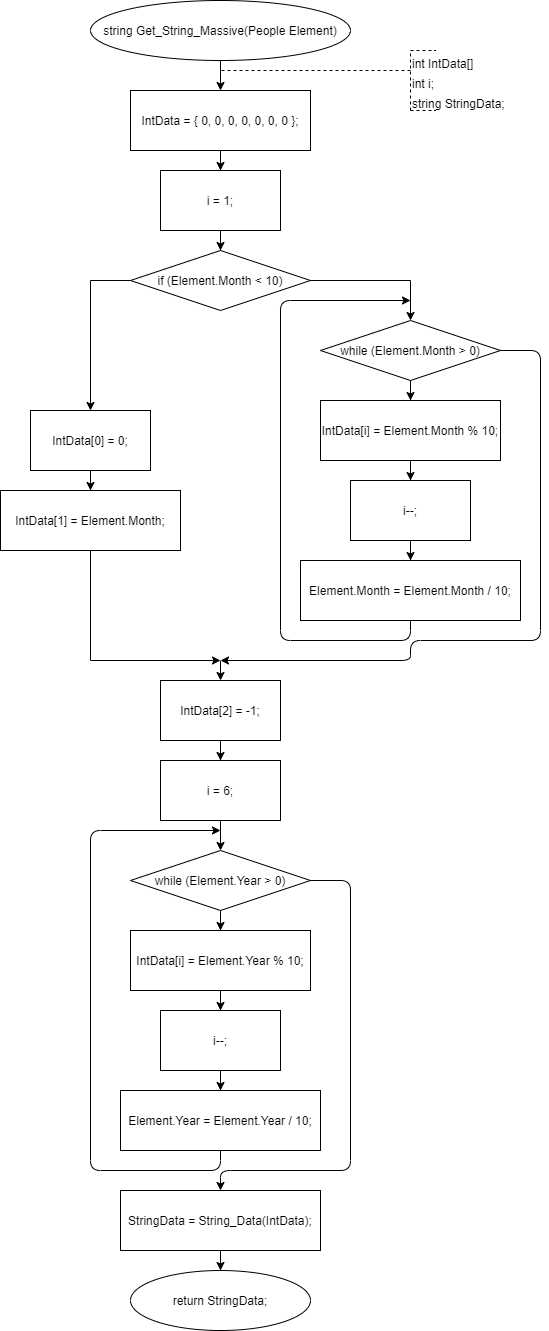 string Get_String_Massive(People Element)
int IntData[]
int i;
string StringData;
IntData = { 0, 0, 0, 0, 0, 0, 0 };
i = 1;
if (Element.Month < 10)
while (Element.Month > 0)
IntData[i] = Element.Month % 10;
i--;
Element.Month = Element.Month / 10;
IntData[0] = 0;
IntData[1] = Element.Month;
IntData[2] = -1;
i = 6;
while (Element.Year > 0)
IntData[i] = Element.Year % 10;
i--;
Element.Year = Element.Year / 10;
StringData = String_Data(IntData);
return StringData;